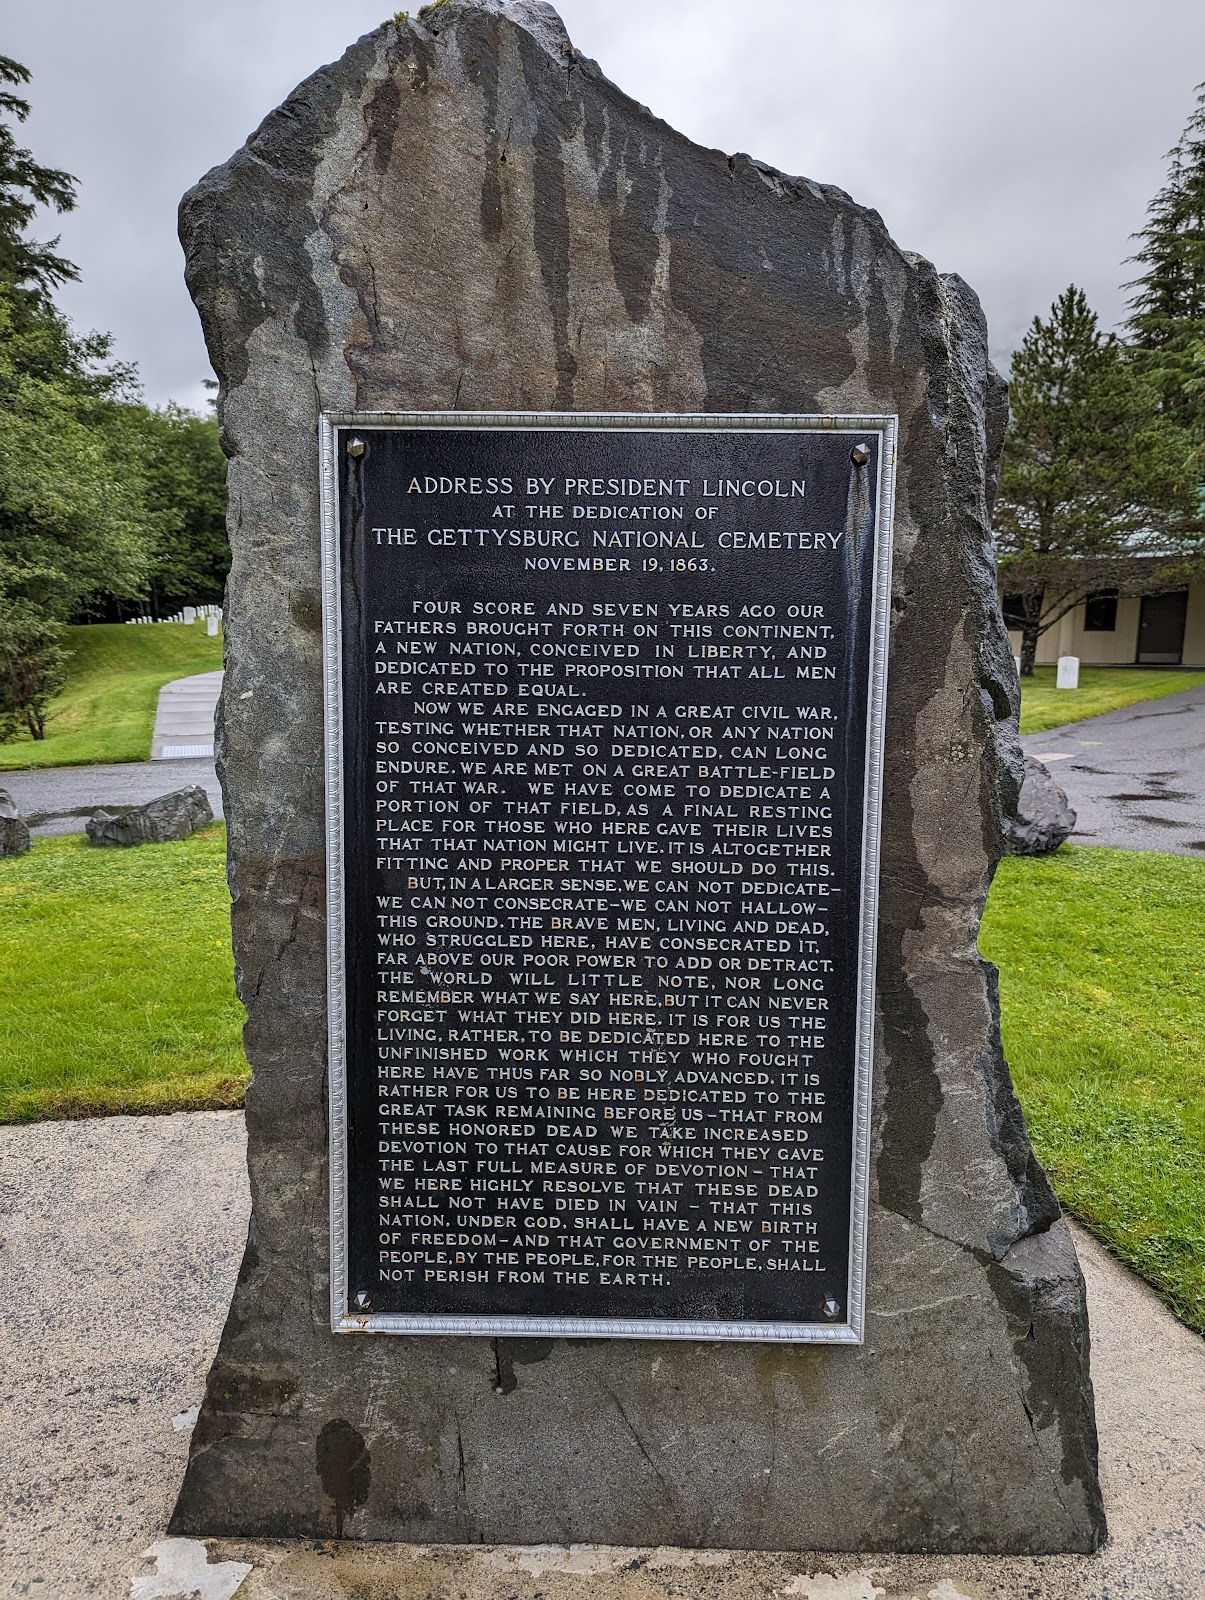 ADDRESS BY PRESIDENT LINCOLN
AT THE DEDICATION OF
THE GETTYSBURG NATIONAL CEMETERY
NOVEMBER 19, 1863.
FOUR SCORE AND SEVEN YEARS AGO OUR
FATHERS BROUGHT FORTH ON THIS CONTINENT,
A NEW NATION, CONCEIVED IN LIBERTY, AND
DEDICATED TO THE PROPOSITION THAT ALL MEN
ARE CREATED EQUAL.
NOW WE ARE ENGAGED IN A GREAT CIVIL WAR,
TESTING WHETHER THAT NATION, OR ANY NATION
SO CONCEIVED AND SO DEDICATED, CAN LONG
ENDURE. WE ARE MET ON A GREAT BATTLE-FIELD
OF THAT WAR. WE HAVE COME TO DEDICATE A
PORTION OF THAT FIELD, AS A FINAL RESTING
PLACE FOR THOSE WHO HERE GAVE THEIR LIVES
THAT THAT NATION MIGHT LIVE. IT IS ALTOGETHER
FITTING AND PROPER THAT WE SHOULD DO THIS.
BUT, IN A LARGER SENSE, WE CAN NOT DEDICATE—
WE CAN NOT CONSECRATE—WE CAN NOT HALLOW—
THIS GROUND. THE BRAVE MEN, LIVING AND DEAD,
WHO STRUGGLED HERE, HAVE CONSECRATED IT,
FAR ABOVE OUR POOR POWER TO ADD OR DETRACT.
THE WORLD WILL LITTLE NOTE, NOR LONG
REMEMBER WHAT WE SAY HERE, BUT IT CAN NEVER
FORGET WHAT THEY DID HERE. IT IS FOR US THE
LIVING, RATHER, TO BE DEDICATED HERE TO THE
UNFINISHED WORK WHICH THEY WHO FOUGHT
HERE HAVE THUS FAR SO NOBLY ADVANCED. IT IS
RATHER FOR US TO BE HERE DEDICATED TO THE
GREAT TASK REMAINING BEFORE US—THAT FROM
THESE HONORED DEAD WE TAKE INCREASED
DEVOTION TO THAT CAUSE FOR WHICH THEY GAVE
THE LAST FULL MEASURE OF DEVOTION—THAT
WE HERE HIGHLY RESOLVE THAT THESE DEAD
SHALL NOT HAVE DIED IN VAIN—THAT THIS
NATION, UNDER GOD, SHALL HAVE A NEW BIRTH
OF FREEDOM—AND THAT GOVERNMENT OF THE
PEOPLE, BY THE PEOPLE, FOR THE PEOPLE, SHALL
NOT PERISH FROM THE EARTH.